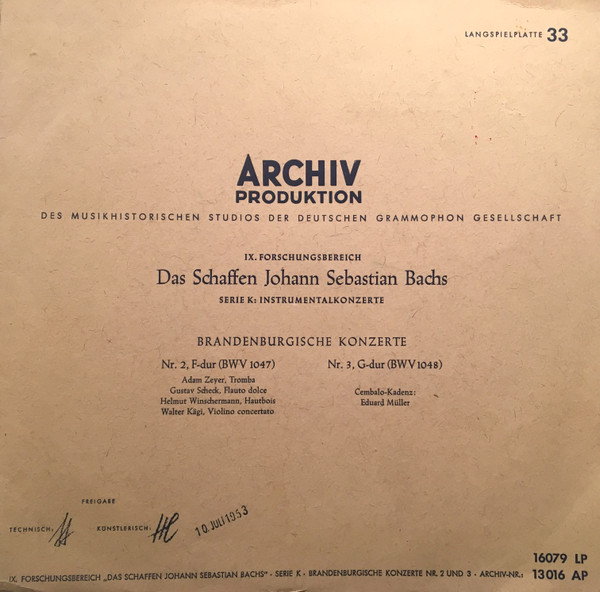 LANGSPIELPLATTE 33
ARCHIV
PRODUKTION
DES MUSIKHISTORISCHEN STUDIOS DER DEUTSCHEN GRAMMOPHON GESELLSCHAFT
IX. FORSCHUNGSBEREICH
Das Schaffen Johann Sebastian Bachs
SERIE K: INSTRUMENTALKONZERTE
BRANDENBURGISCHE KONZERTE
Nr. 2, F-dur (BWV 1047)
Adam Zeyer, Tromba
Gustav Scheck, Flauto dolce
Helmut Winschermann, Hautbois
Walter Kägi, Violino concertato
Nr. 3, G-dur (BWV 1048)
Cembalo-Kadenz:
Eduard Müller
FREIGABE
TECHNISCH:
KÜNSTLERISCH:
10. JULI 1953
16079 LP
IX. FORSCHUNGSBEREICH „DAS SCHAFFEN JOHANN SEBASTIAN BACHS" · SERIE K · BRANDENBURGISCHE KONZERTE NR. 2 UND 3 · ARCHIV-NR.: 13016 AP